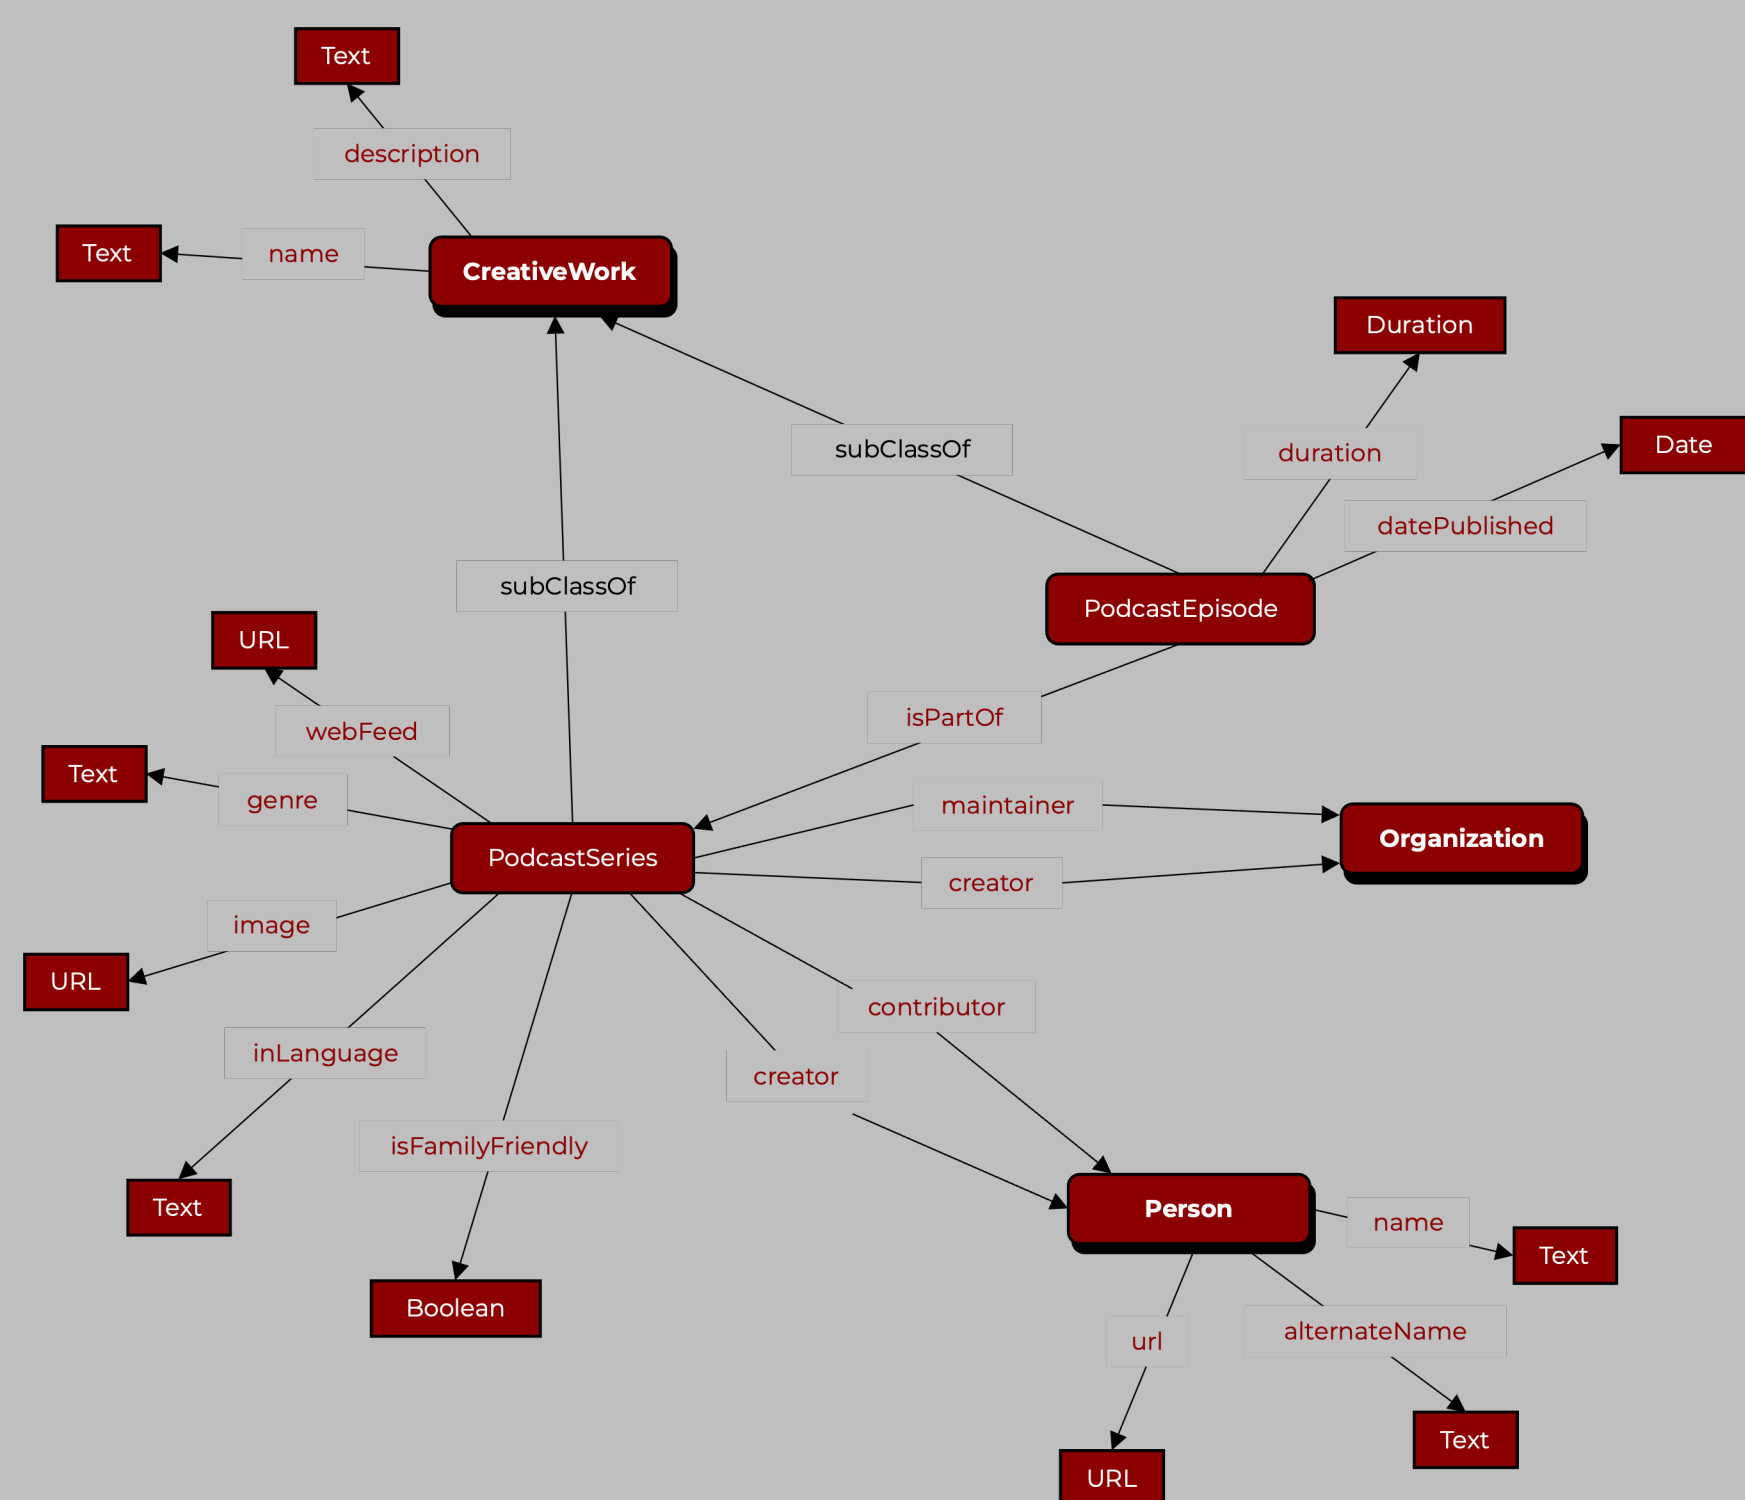 Text
description
Text
name
CreativeWork
Duration
subClassOf
duration
Date
datePublished
subClassOf
PodcastEpisode
URL
isPartOf
webFeed
Text
genre
maintainer
Organization
PodcastSeries
creator
image
URL
contributor
inLanguage
creator
isFamilyFriendly
Text
Person
name
Text
Boolean
url
alternateName
Text
URL